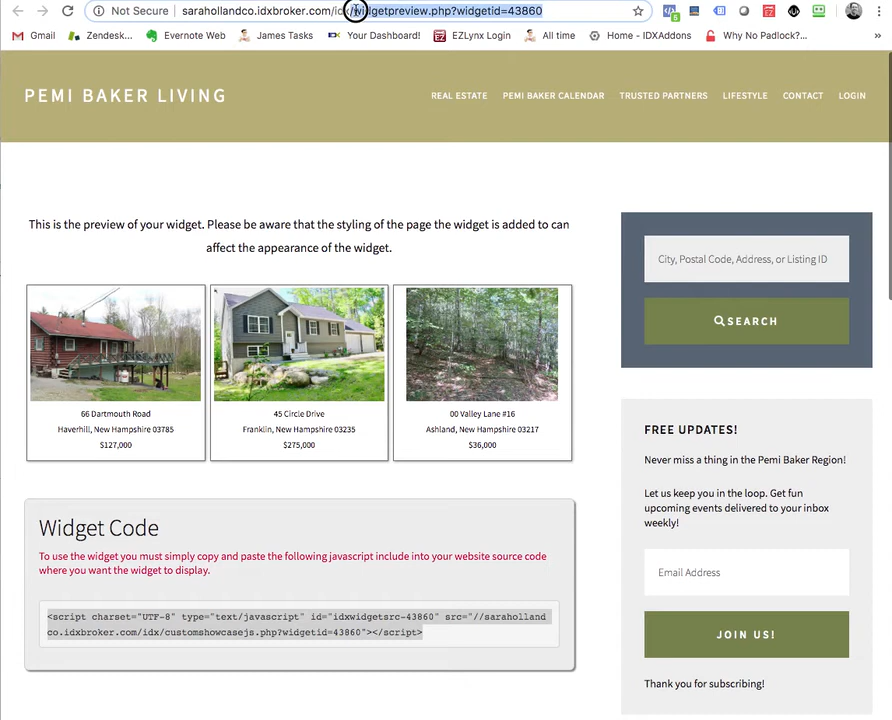 Not Secure | sarahollandco.idxbroker.com/idx/widgetpreview.php?widgetid=43860
5
Gmail Zendesk... Evernote Web James Tasks Your Dashboard! EZLynx Login All time Home - IDXAddons Why No Padlock?... »
PEMI BAKER LIVING
REAL ESTATE PEMI BAKER CALENDAR TRUSTED PARTNERS LIFESTYLE CONTACT LOGIN
This is the preview of your widget. Please be aware that the styling of the page the widget is added to can
affect the appearance of the widget.
66 Dartmouth Road
Haverhill, New Hampshire 03785
$127,000
45 Circle Drive
Franklin, New Hampshire 03235
$275,000
00 Valley Lane #16
Ashland, New Hampshire 03217
$36,000
Widget Code
To use the widget you must simply copy and paste the following javascript include into your website source code
where you want the widget to display.
<script charset="UTF-8" type="text/javascript" id="idxwidgetsrc-43860" src="//saraholland
co.idxbroker.com/idx/customshowcasejs.php?widgetid=43860"></script>
City, Postal Code, Address, or Listing ID
SEARCH
FREE UPDATES!
Never miss a thing in the Pemi Baker Region!
Let us keep you in the loop. Get fun
upcoming events delivered to your inbox
weekly!
Email Address
JOIN US!
Thank you for subscribing!